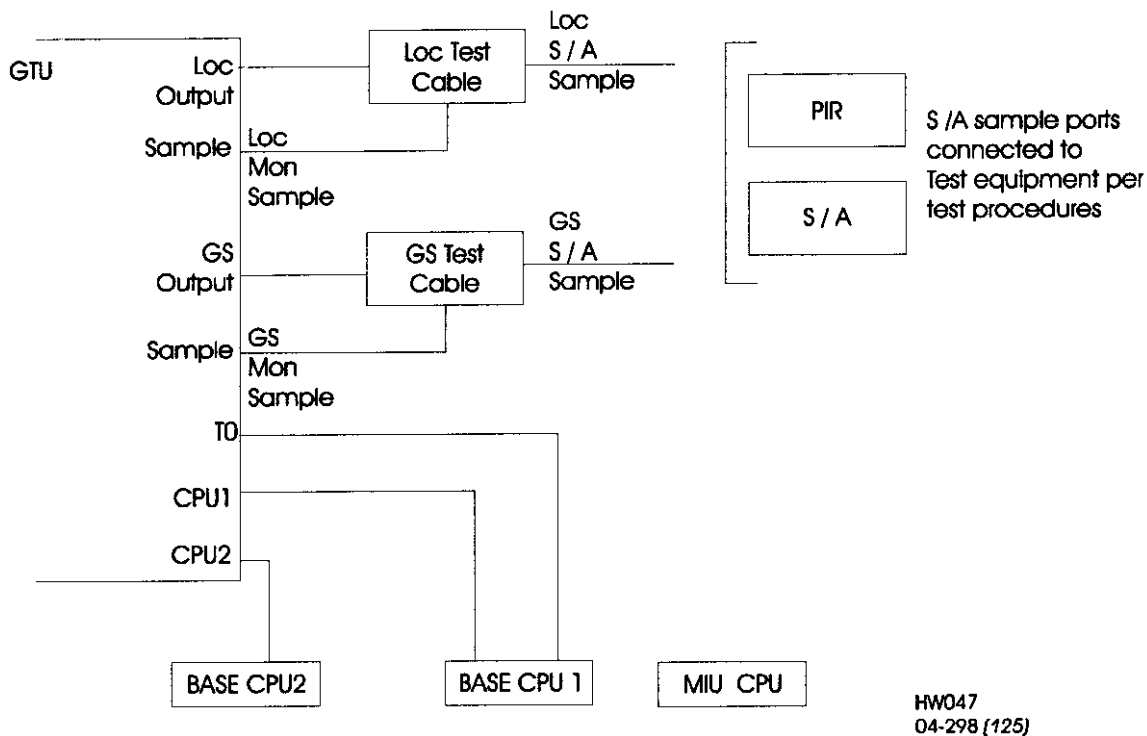 GTU
Loc
Output
Loc Test
Cable
Loc
S / A
Sample
Sample
Loc
Mon
Sample
GS
Output
GS Test
Cable
GS
S / A
Sample
Sample
GS
Mon
Sample
T0
CPU1
CPU2
BASE CPU2
BASE CPU 1
MIU CPU
PIR
S / A
S /A sample ports
connected to
Test equipment per
test procedures
HW047
04-298 (125)